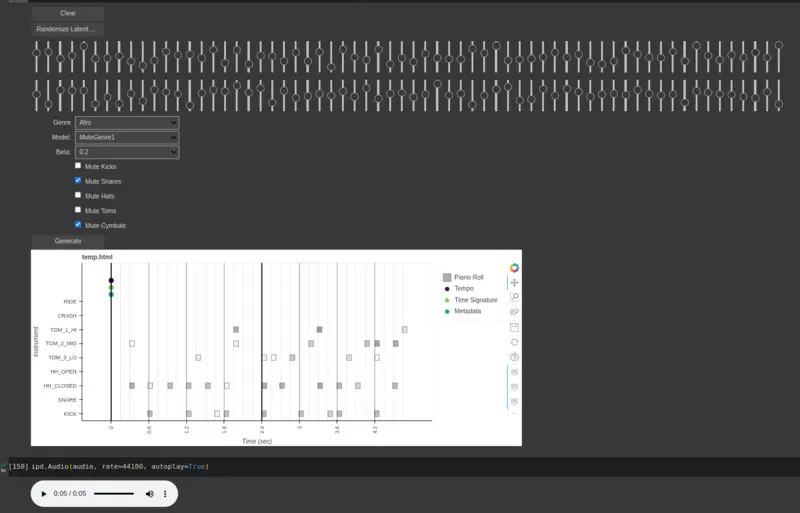 Clear
Randomize Latent ...
Genre Afro
Model: MuteGenre1
Beta: 0.2
Mute Kicks
Mute Snares
Mute Hats
Mute Toms
Mute Cymbals
Generate
temp.html
Piano Roll
Tempo
Time Signature
Metadata
Instrument
RIDE
CRASH
TOM_1_HI
TOM_2_MID
TOM_3_LO
HH_OPEN
HH_CLOSED
SNARE
KICK
0 0.6 1.2 1.8 2.4 3 3.6 4.2
Time (sec)
[150] ipd.Audio(audio, rate=44100, autoplay=True)
0:05 / 0:05